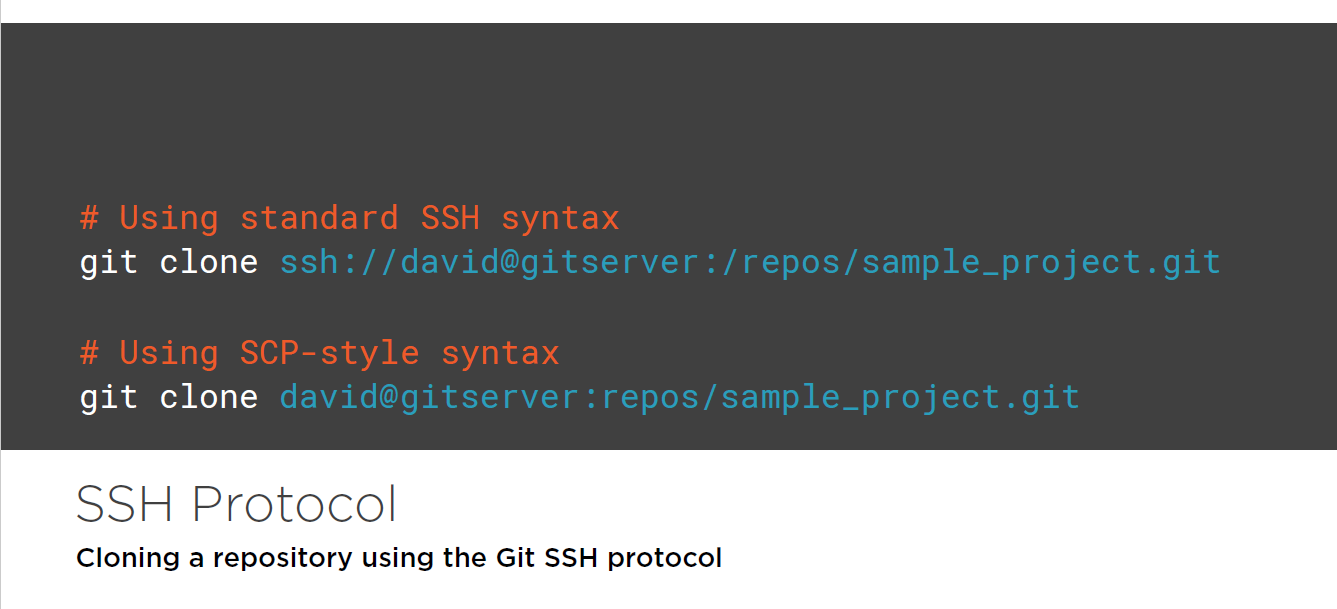 # Using standard SSH syntax
git clone ssh://david@gitserver:/repos/sample_project.git
# Using SCP-style syntax
git clone david@gitserver:repos/sample_project.git
SSH Protocol
Cloning a repository using the Git SSH protocol